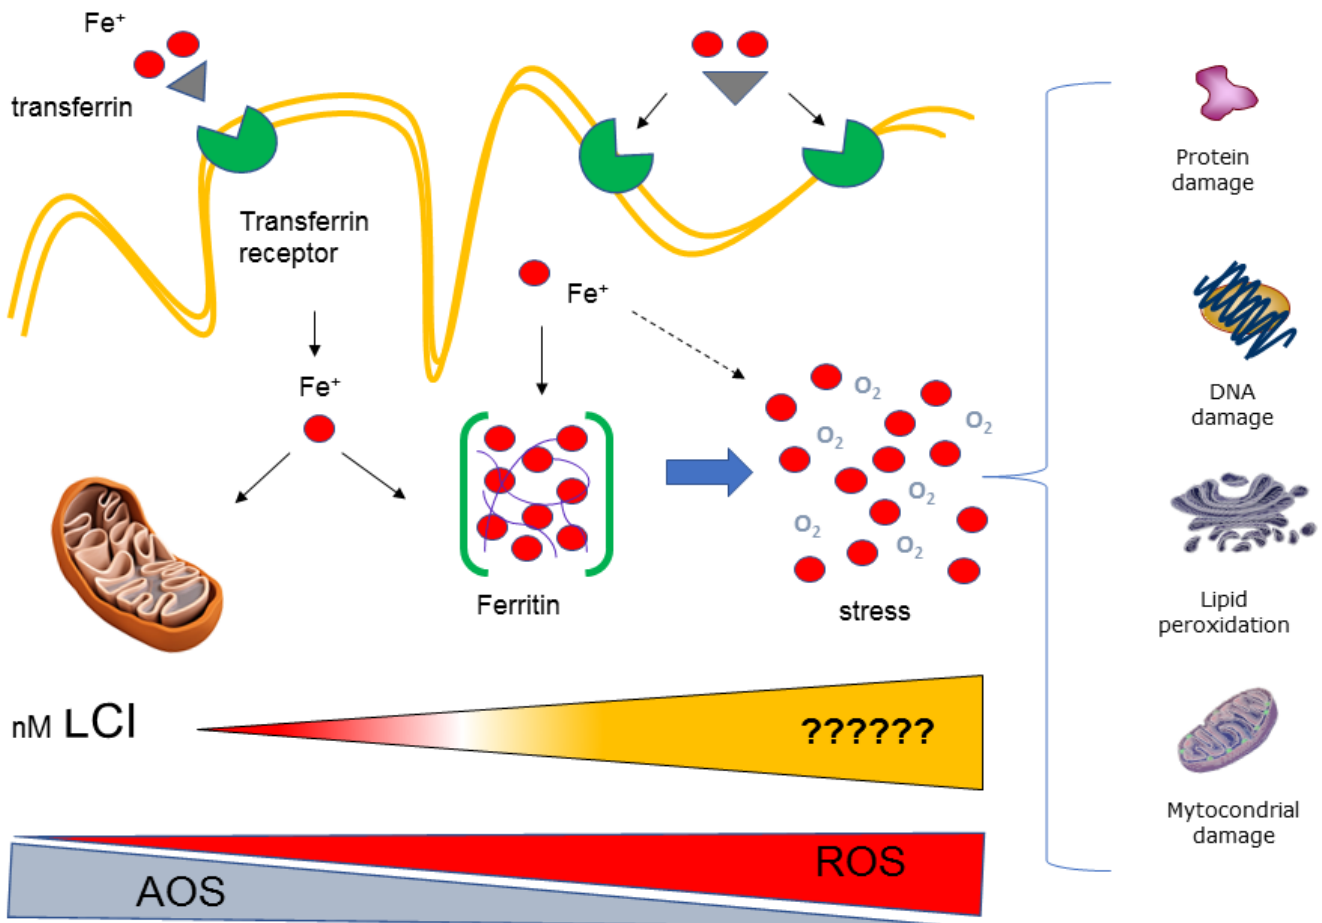 Fe⁺
transferrin
Transferrin
receptor
Fe⁺
Fe⁺
O₂
O₂
O₂
O₂
O₂
O₂
Ferritin
stress
Protein
damage
DNA
damage
Lipid
peroxidation
Mytocondrial
damage
nM LCI
??????
ROS
AOS